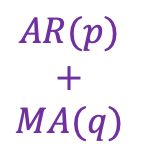 AR(p)
+
MA(q)